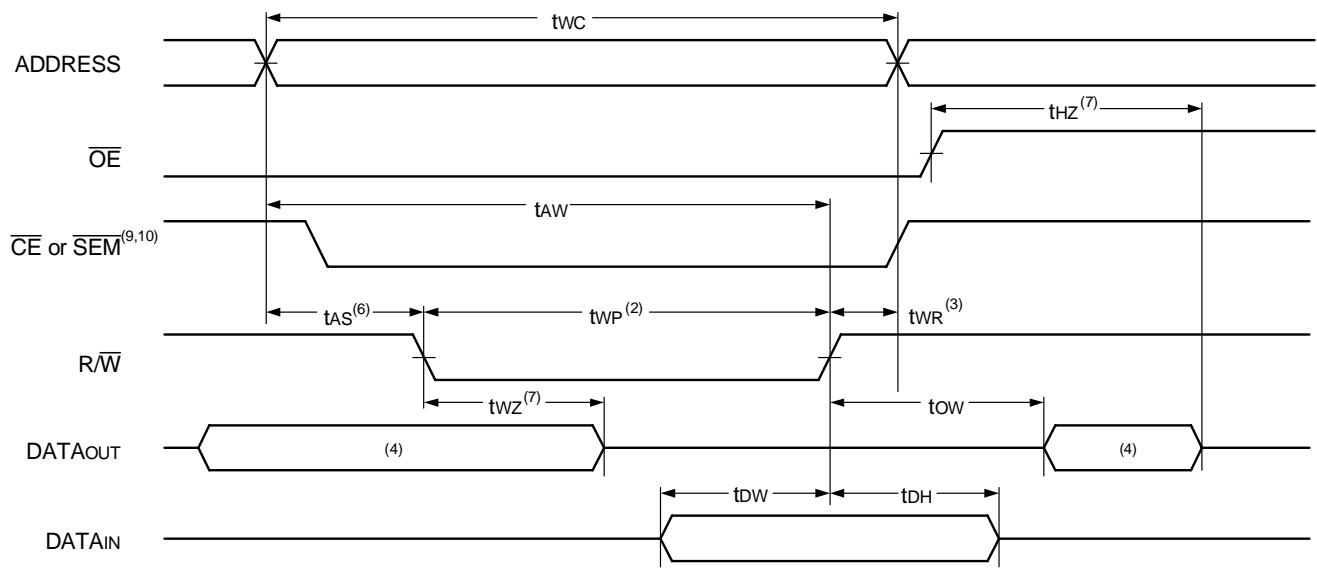 tWC
ADDRESS
tHZ(7)
OE
tAW
CE or SEM(9,10)
tAS(6) tWP(2) tWR(3)
R/W
tWZ(7) tOW
DATAOUT (4) (4)
tDW tDH
DATAIN